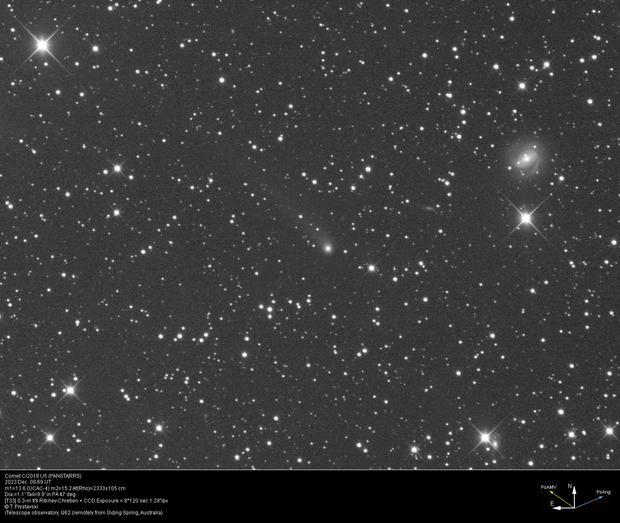 Comet C/2019 U5 (PANSTARRS)
2023 Dec. 08.69 UT
m1=13.6 (UCAC-4) m2=15.2 Af(Rho)=2333±105 cm
Dia.=1.1' Tail=8.9' in PA 47 deg
[T33] 0.3-m f/9 Ritchey-Chretien + CCD Exposure = 8*120 sec 1.28"/px
© T. Prystavski
iTelescope observatory, Q62 (remotely from Siding Spring, Australia)
PsAMV
N
PsAng
E